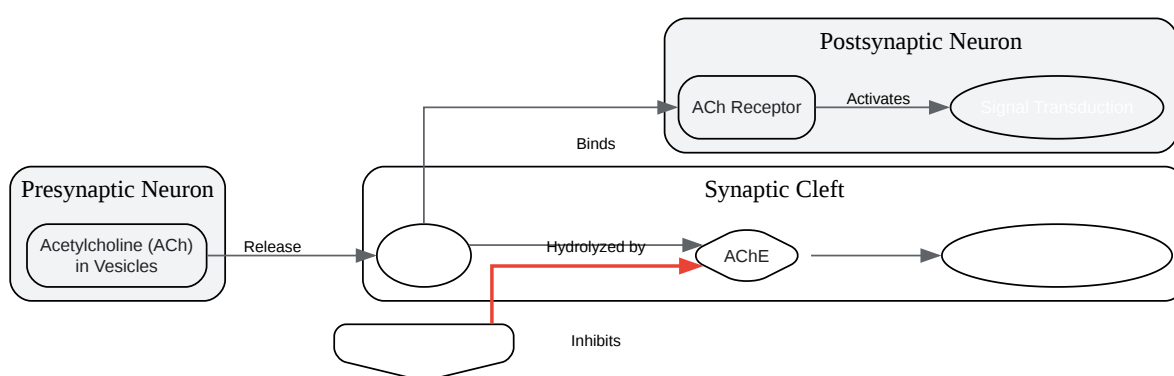 Postsynaptic Neuron
ACh Receptor
Activates
Signal Transduction
Binds
Presynaptic Neuron
Synaptic Cleft
Acetylcholine (ACh)
in Vesicles
Release
Hydrolyzed by
AChE
Inhibits